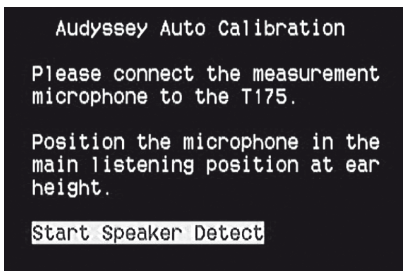 Audyssey Auto Calibration
Please connect the measurement
microphone to the T175.
Position the microphone in the
main listening position at ear
height.
Start Speaker Detect